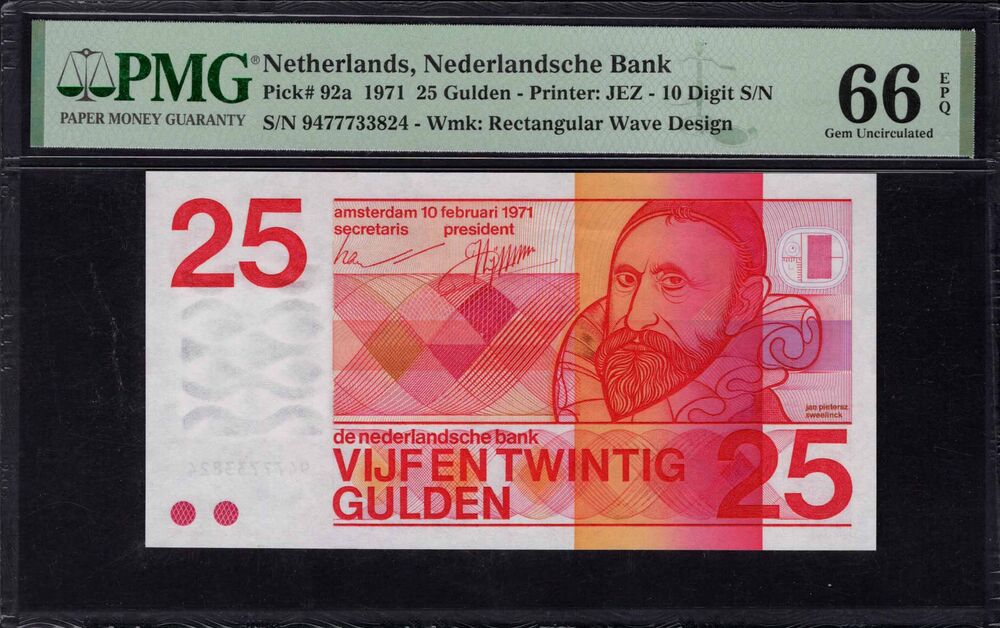 PMG®
PAPER MONEY GUARANTY
Netherlands, Nederlandsche Bank
Pick# 92a 1971 25 Gulden - Printer: JEZ - 10 Digit S/N
S/N 9477733824 - Wmk: Rectangular Wave Design
66
EPQ
Gem Uncirculated
25
amsterdam 10 februari 1971
secretaris president
jan pietersz.
sweelinck
de nederlandsche bank
VIJF EN TWINTIG
GULDEN
25
9477733824